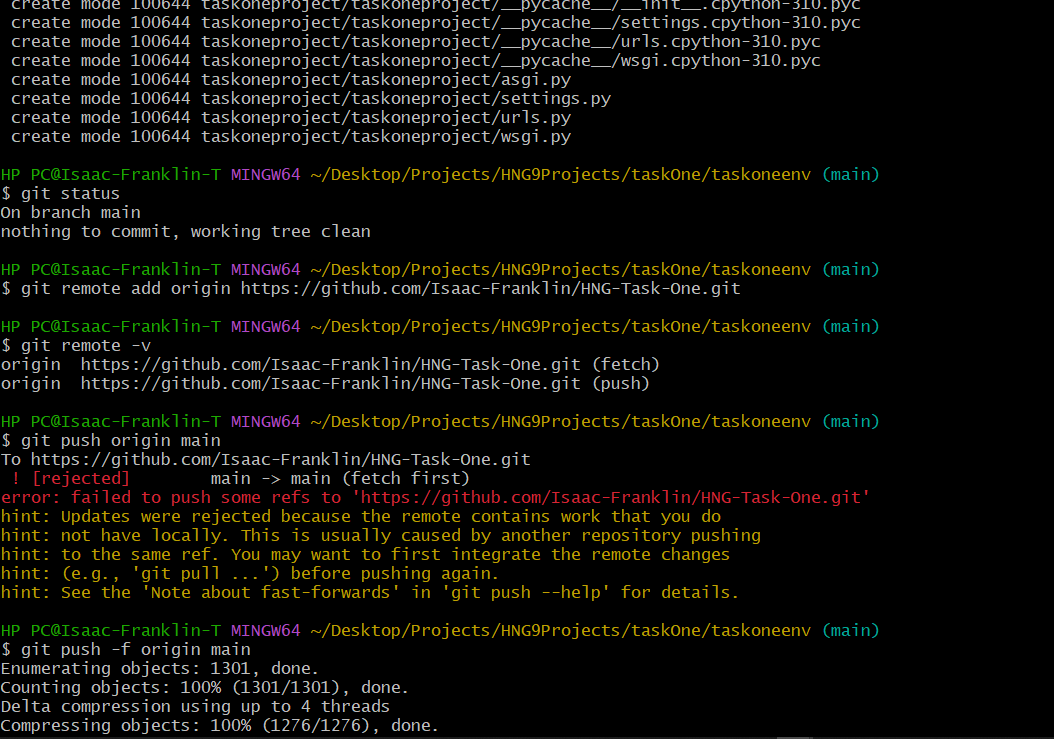 create mode 100644 taskoneproject/taskoneproject/__pycache__/__init__.cpython-310.pyc
create mode 100644 taskoneproject/taskoneproject/__pycache__/settings.cpython-310.pyc
create mode 100644 taskoneproject/taskoneproject/__pycache__/urls.cpython-310.pyc
create mode 100644 taskoneproject/taskoneproject/__pycache__/wsgi.cpython-310.pyc
create mode 100644 taskoneproject/taskoneproject/asgi.py
create mode 100644 taskoneproject/taskoneproject/settings.py
create mode 100644 taskoneproject/taskoneproject/urls.py
create mode 100644 taskoneproject/taskoneproject/wsgi.py
HP PC@Isaac-Franklin-T MINGW64 ~/Desktop/Projects/HNG9Projects/taskOne/taskoneenv (main)
$ git status
On branch main
nothing to commit, working tree clean
HP PC@Isaac-Franklin-T MINGW64 ~/Desktop/Projects/HNG9Projects/taskOne/taskoneenv (main)
$ git remote add origin https://github.com/Isaac-Franklin/HNG-Task-One.git
HP PC@Isaac-Franklin-T MINGW64 ~/Desktop/Projects/HNG9Projects/taskOne/taskoneenv (main)
$ git remote -v
origin  https://github.com/Isaac-Franklin/HNG-Task-One.git (fetch)
origin  https://github.com/Isaac-Franklin/HNG-Task-One.git (push)
HP PC@Isaac-Franklin-T MINGW64 ~/Desktop/Projects/HNG9Projects/taskOne/taskoneenv (main)
$ git push origin main
To https://github.com/Isaac-Franklin/HNG-Task-One.git
! [rejected]        main -> main (fetch first)
error: failed to push some refs to 'https://github.com/Isaac-Franklin/HNG-Task-One.git'
hint: Updates were rejected because the remote contains work that you do
hint: not have locally. This is usually caused by another repository pushing
hint: to the same ref. You may want to first integrate the remote changes
hint: (e.g., 'git pull ...') before pushing again.
hint: See the 'Note about fast-forwards' in 'git push --help' for details.
HP PC@Isaac-Franklin-T MINGW64 ~/Desktop/Projects/HNG9Projects/taskOne/taskoneenv (main)
$ git push -f origin main
Enumerating objects: 1301, done.
Counting objects: 100% (1301/1301), done.
Delta compression using up to 4 threads
Compressing objects: 100% (1276/1276), done.